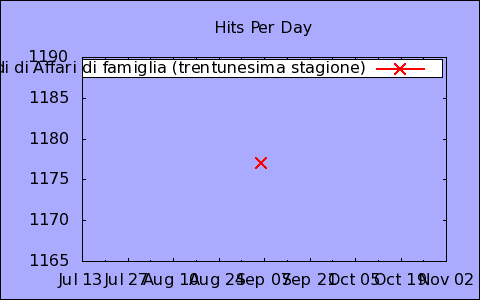 Hits Per Day
di di Affari di famiglia (trentunesima stagione)
1190
1185
1180
1175
1170
1165
Jul 13 Jul 27 Aug 10 Aug 24 Sep 07 Sep 21 Oct 05 Oct 19 Nov 02